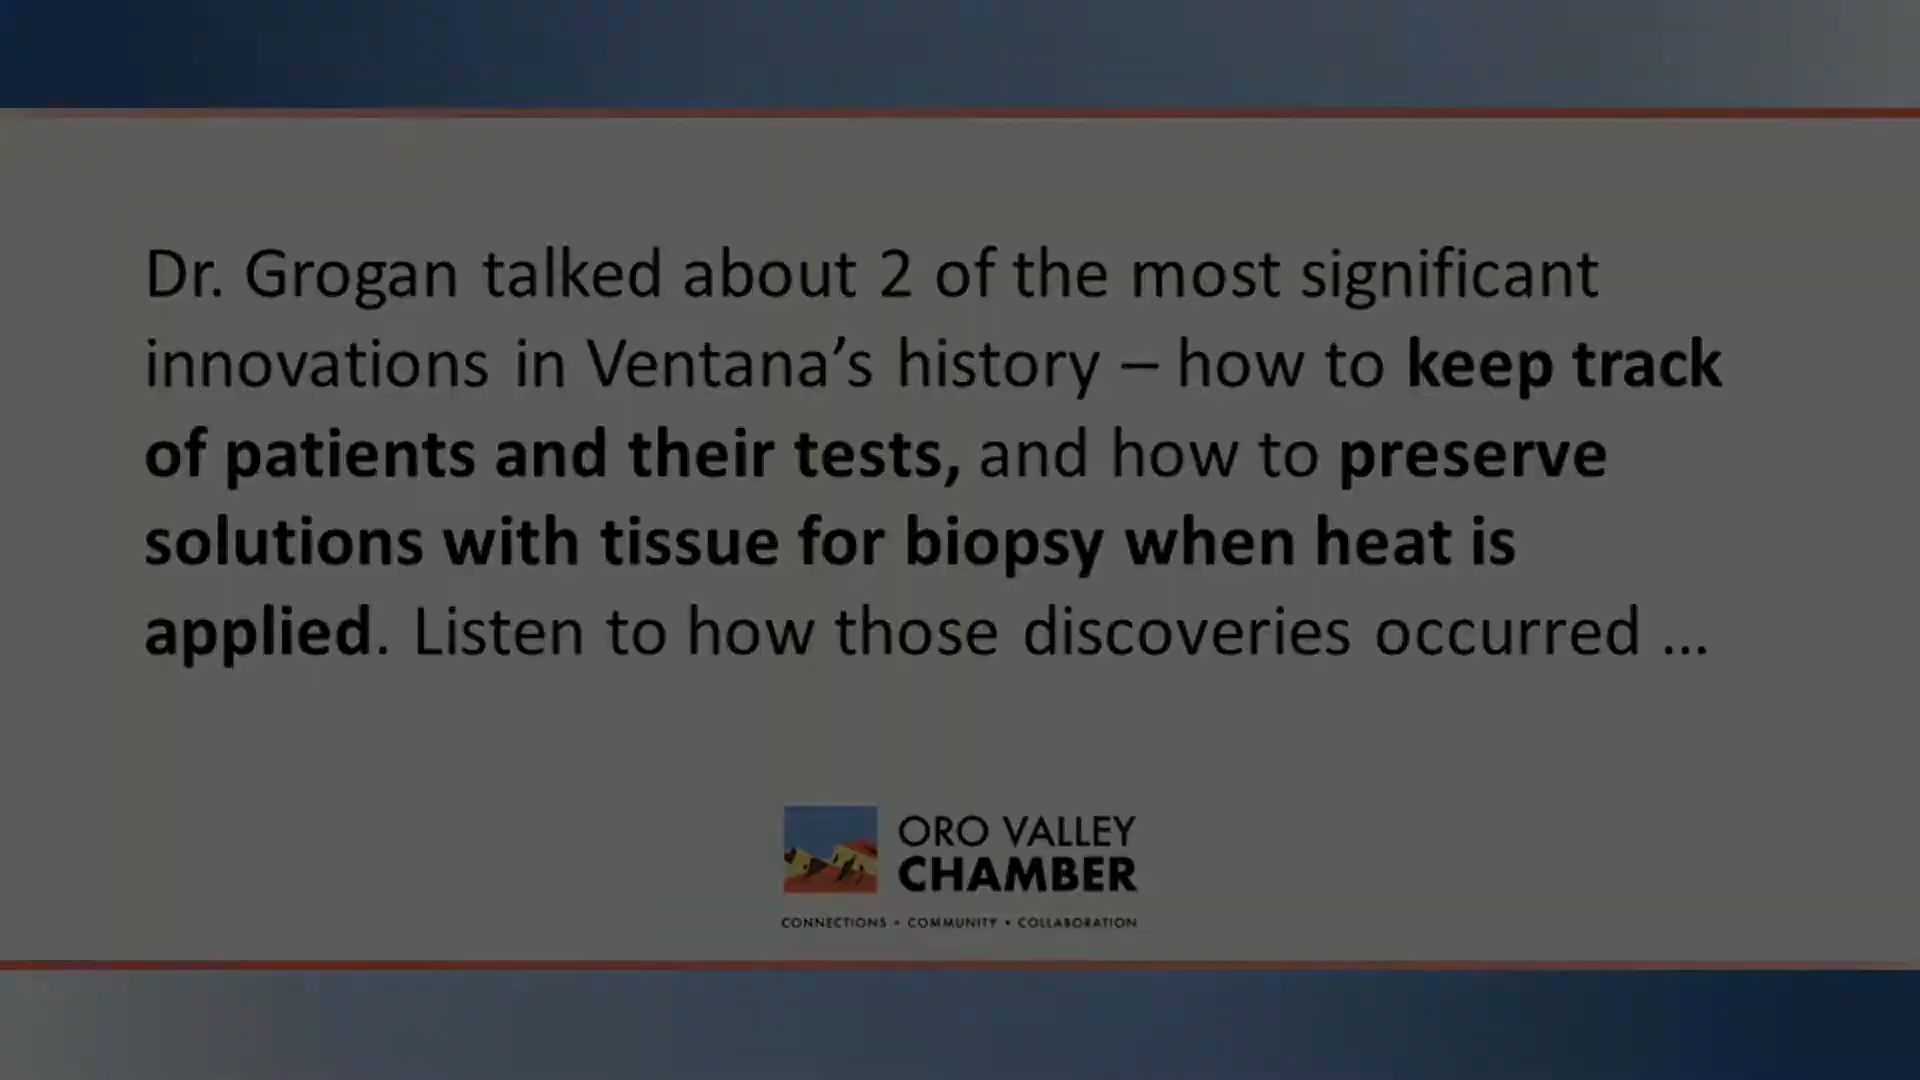 Dr. Grogan talked about 2 of the most significant
innovations in Ventana’s history – how to keep track
of patients and their tests, and how to preserve
solutions with tissue for biopsy when heat is
applied. Listen to how those discoveries occurred ...
ORO VALLEY
CHAMBER
CONNECTIONS • COMMUNITY • COLLABORATION